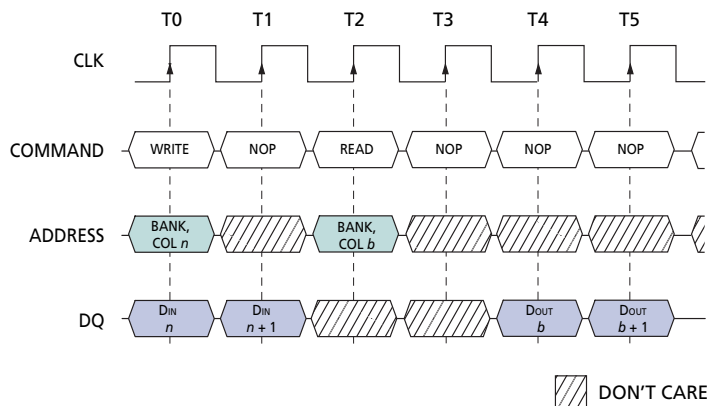 T0 T1 T2 T3 T4 T5
CLK
COMMAND WRITE NOP READ NOP NOP NOP
ADDRESS BANK, COL n BANK, COL b
DQ DIN n DIN n + 1 DOUT b DOUT b + 1
DON'T CARE